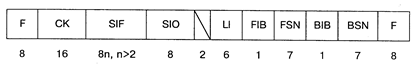 F CK SIF SIO LI FIB FSN BIB BSN F
8 16 8n, n>2 8 2 6 1 7 1 7 8